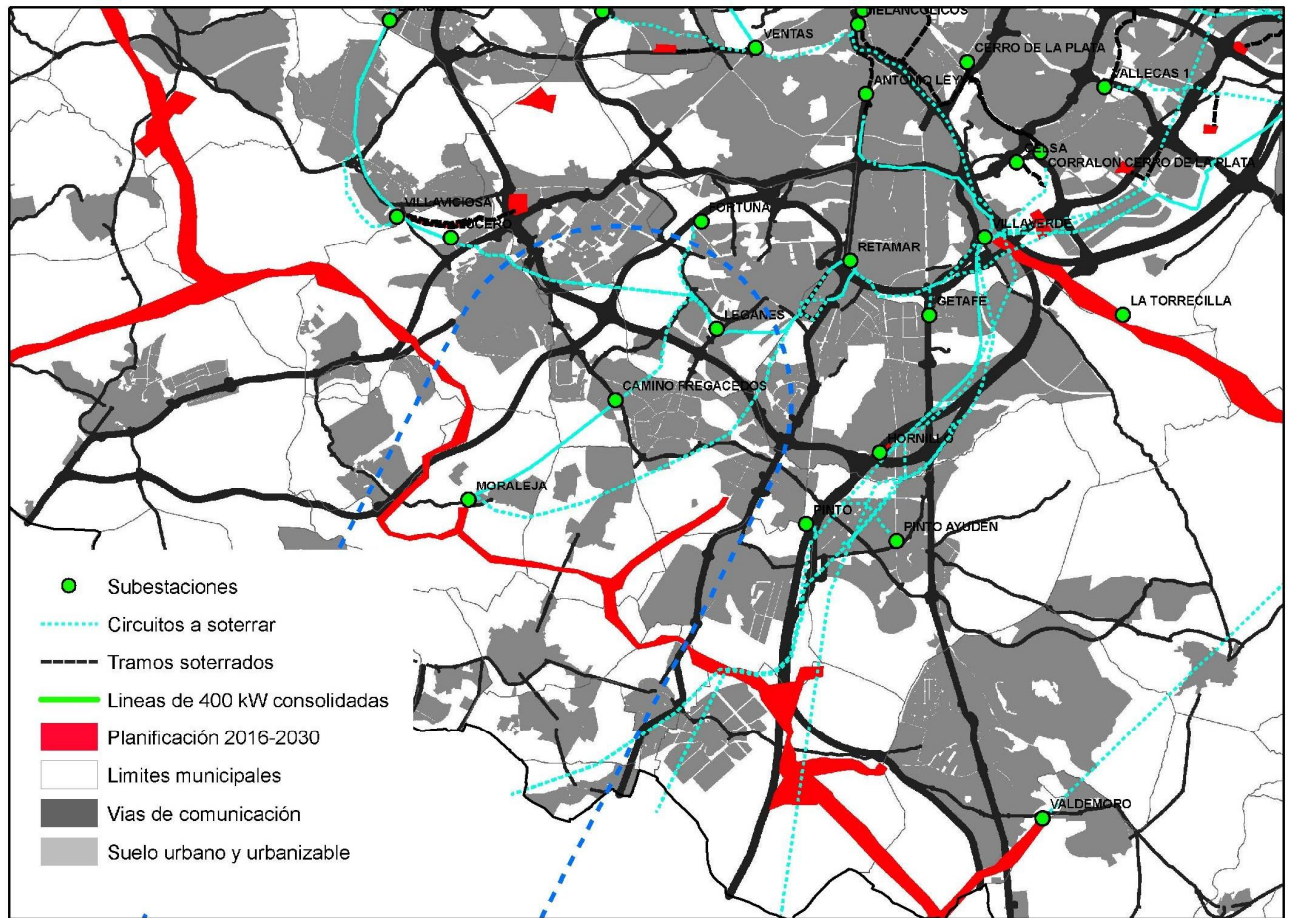 MELANCOLICOS
VENTAS
CERRO DE LA PLATA
ANTONIO LEYVA
VALLECAS 1
CORRALON CERRO DE LA PLATA
VILLAVICIOSA
FORTUNA
VILLAVERDE
RETAMAR
GETAFE
LA TORRECILLA
LEGANES
CAMINO FREGACEDOS
HORNILLO
MORALEJA
PINTO
PINTO AYUDEN
VALDEMORO
Subestaciones
Circuitos a soterrar
Tramos soterrados
Lineas de 400 kW consolidadas
Planificación 2016-2030
Limites municipales
Vias de comunicación
Suelo urbano y urbanizable